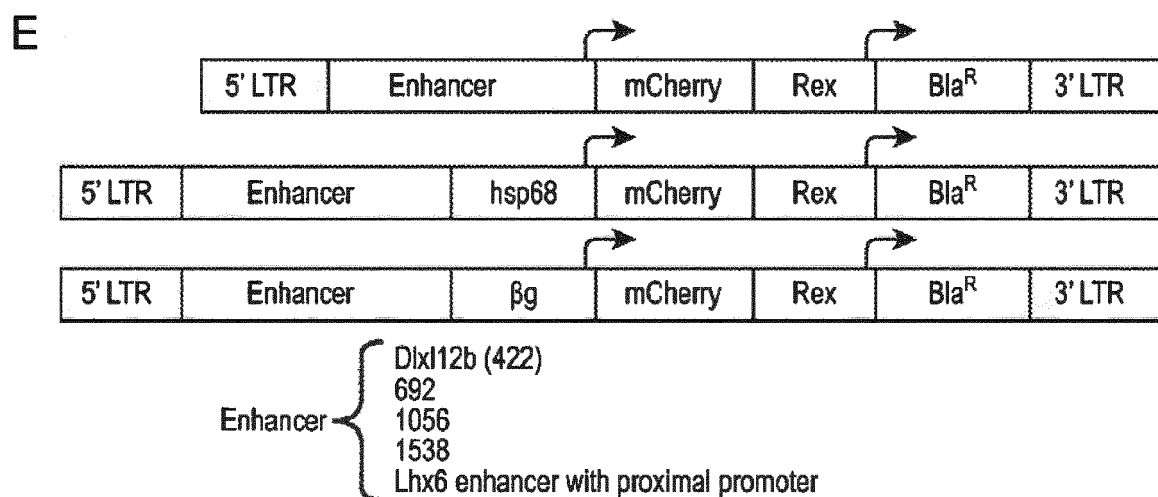 E
5' LTR Enhancer mCherry Rex Bla^R 3' LTR
5' LTR Enhancer hsp68 mCherry Rex Bla^R 3' LTR
5' LTR Enhancer βg mCherry Rex Bla^R 3' LTR
Dlxl12b (422)
692
Enhancer
1056
1538
Lhx6 enhancer with proximal promoter